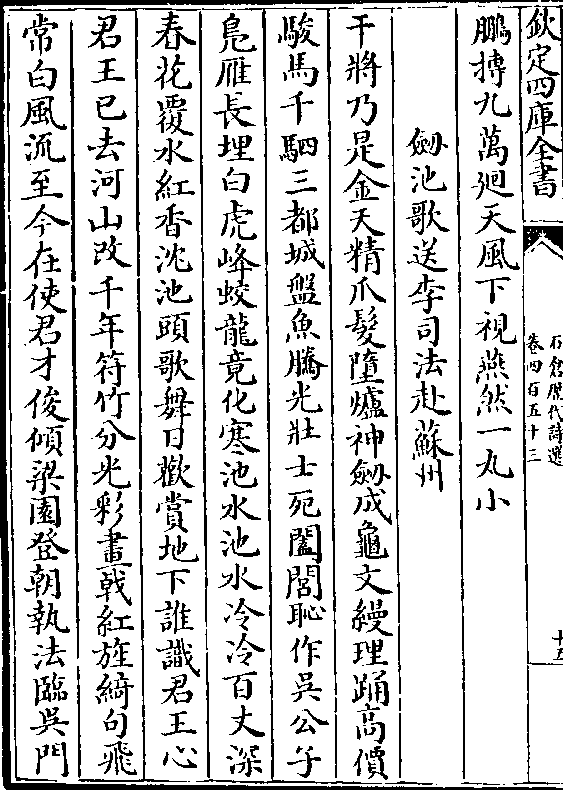 欽定四庫全書
石倉歷代詩選
卷四百五十三
十五
鵬摶九萬廻天風下視燕然一丸小
劒池歌送李司法赴蘇州
干將乃是金天精爪髮墮爐神劒成龜文縵理踊高價
駿馬千駟三都城盤魚騰光壯士死闔閭恥作吳公子
鳬雁長埋白虎峰蛟龍竟化寒池水池水冷冷百丈深
春花覆水紅香沈池頭歌舞日歡賞地下誰識君王心
君王已去河山改千年符竹分光彩畫戟紅旌綺句飛
常白風流至今在使君才俊傾梁園登朝執法臨吳門